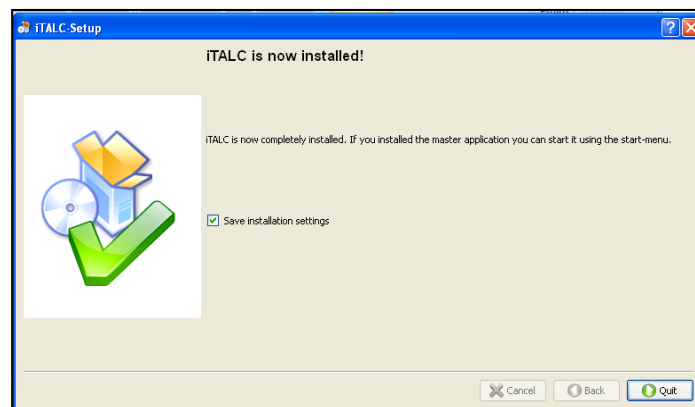 iTALC-Setup
iTALC is now installed!
iTALC is now completely installed. If you installed the master application you can start it using the start-menu.
Save installation settings
Cancel
Back
Quit